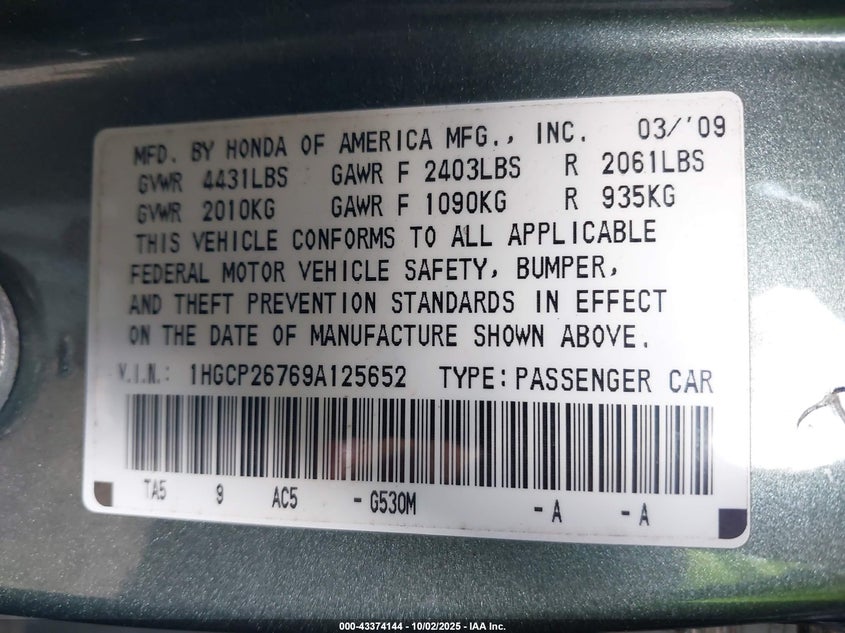 MFD. BY HONDA OF AMERICA MFG., INC. 03/'09
GVWR 4431LBS GAWR F 2403LBS R 2061LBS
GVWR 2010KG GAWR F 1090KG R 935KG
THIS VEHICLE CONFORMS TO ALL APPLICABLE
FEDERAL MOTOR VEHICLE SAFETY, BUMPER,
AND THEFT PREVENTION STANDARDS IN EFFECT
ON THE DATE OF MANUFACTURE SHOWN ABOVE.
V.I.N.: 1HGCP26769A125652 TYPE: PASSENGER CAR
TA5 9 AC5 - G530M - A - A
000-43374144 - 10/02/2025 - IAA Inc.